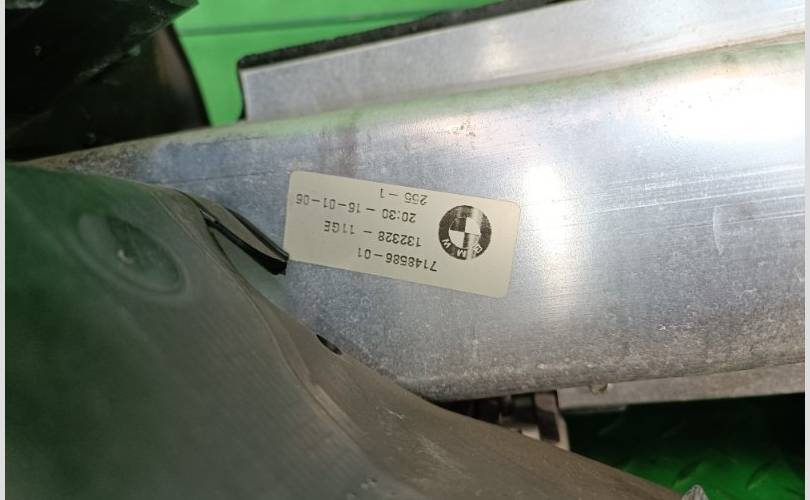 7148586-01
132328 - 11GE
20:30 - 16-01-06
255 - 1
BMW